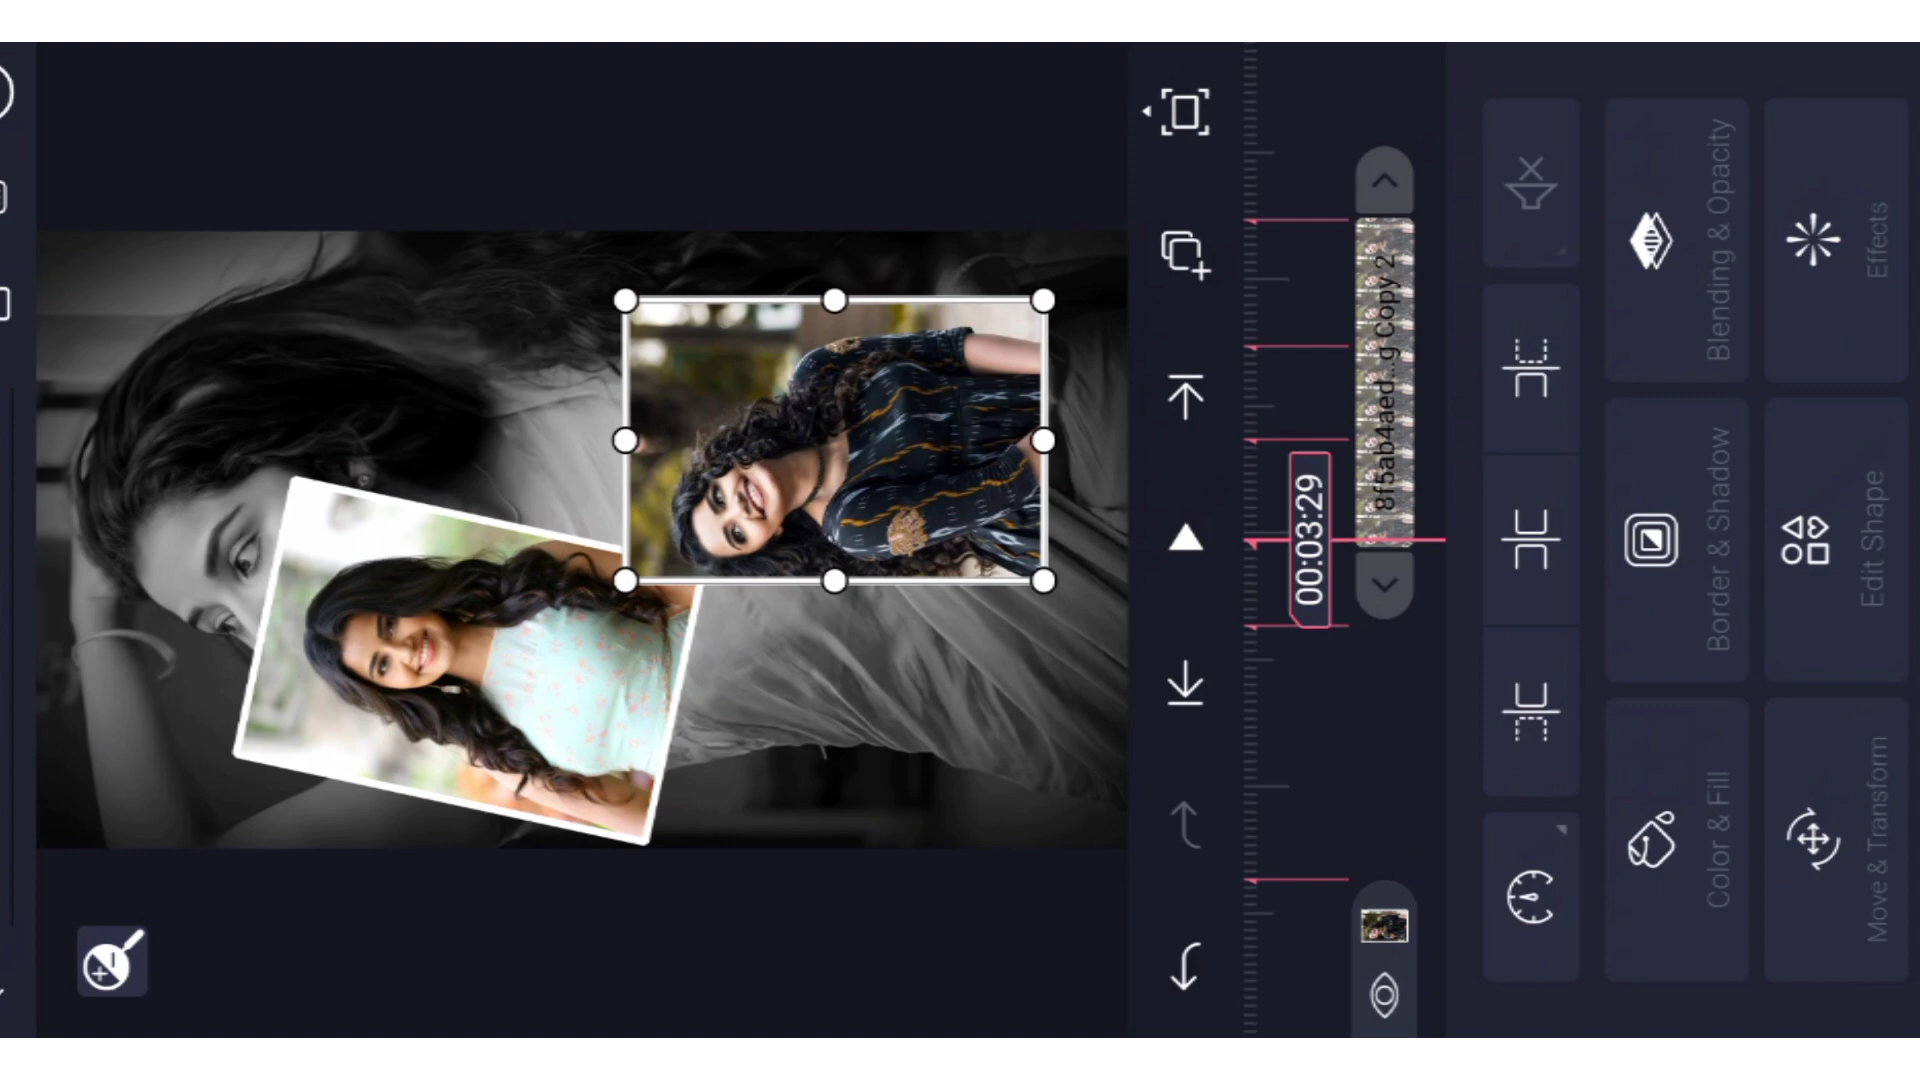 00:03:29
8f5ab4aed...g Copy 2
Color & Fill
Border & Shadow
Blending & Opacity
Move & Transform
Edit Shape
Effects